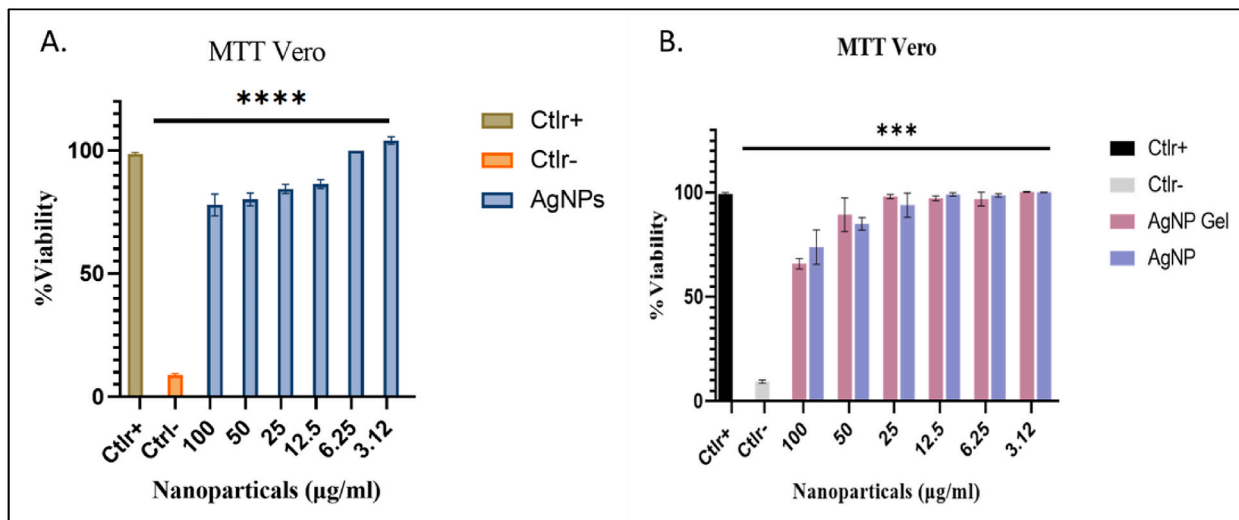 A.
MTT Vero
****
%Viability
100
50
0
Ctlr+
Ctrl-
100
50
25
12.5
6.25
3.12
Nanoparticals (µg/ml)
Ctlr+
Ctlr-
AgNPs
B.
MTT Vero
***
% Viability
100
50
0
Ctlr+
Ctlr-
100
50
25
12.5
6.25
3.12
Nanoparticals (µg/ml)
Ctlr+
Ctlr-
AgNP Gel
AgNP